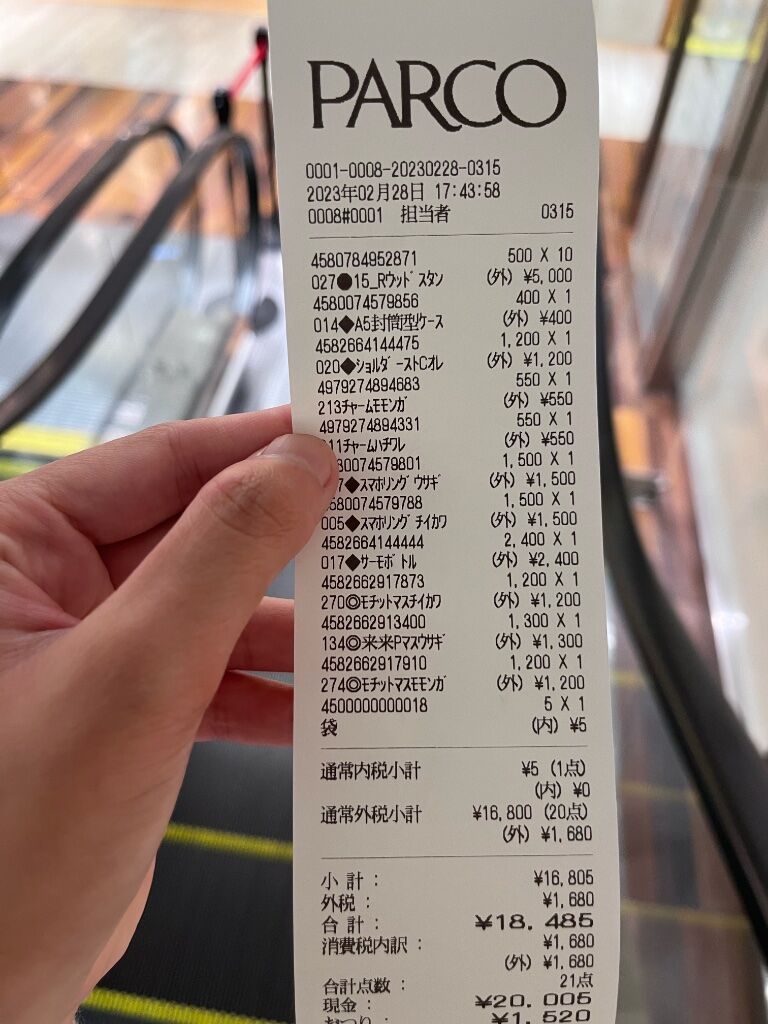 PARCO
0001-0008-20230228-0315
2023年02月28日 17:43:58
0008#0001 担当者 0315
4580784952871 500 X 10
027●15_Rウッドスタン (外) ¥5,000
4580074579856 400 X 1
014◆A5封筒型ケース (外) ¥400
4582664144475 1,200 X 1
020◆ショルダーストCオレ (外) ¥1,200
4979274894683 550 X 1
213チャームモモンガ (外) ¥550
4979274894331 550 X 1
11チャームハチワレ (外) ¥550
80074579801 1,500 X 1
7◆スマホリングウサギ (外) ¥1,500
580074579788 1,500 X 1
005◆スマホリングチイカワ (外) ¥1,500
4582664144444 2,400 X 1
017◆サーモボトル (外) ¥2,400
4582662917873 1,200 X 1
270◎モチットマスチイカワ (外) ¥1,200
4582662913400 1,300 X 1
134◎来来Pマスウサギ (外) ¥1,300
4582662917910 1,200 X 1
274◎モチットマスモモンガ (外) ¥1,200
4500000000018 5 X 1
袋 (内) ¥5
通常内税小計 ¥5 (1点)
(内) ¥0
通常外税小計 ¥16,800 (20点)
(外) ¥1,680
小 計 : ¥16,805
外税 : ¥1,680
合 計 : ¥18,485
消費税内訳 : ¥1,680
(外) ¥1,680
合計点数 : 21点
現金 : ¥20,005
おつり : ¥1,520